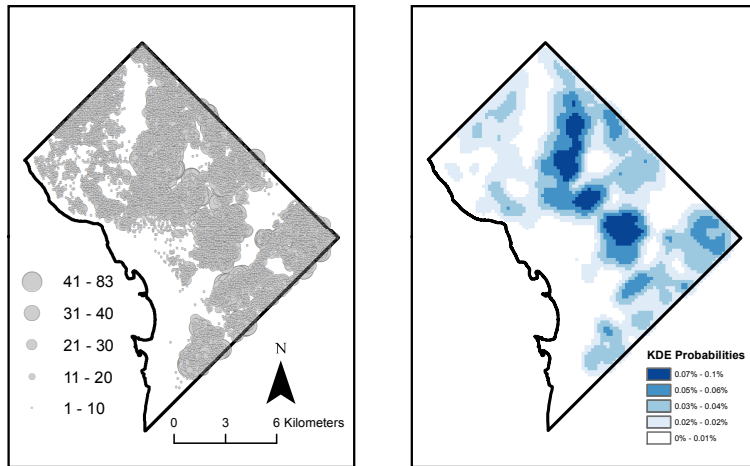 41 - 83
31 - 40
21 - 30
11 - 20
1 - 10
N
0 3 6 Kilometers
KDE Probabilities
0.07% - 0.1%
0.05% - 0.06%
0.03% - 0.04%
0.02% - 0.02%
0% - 0.01%